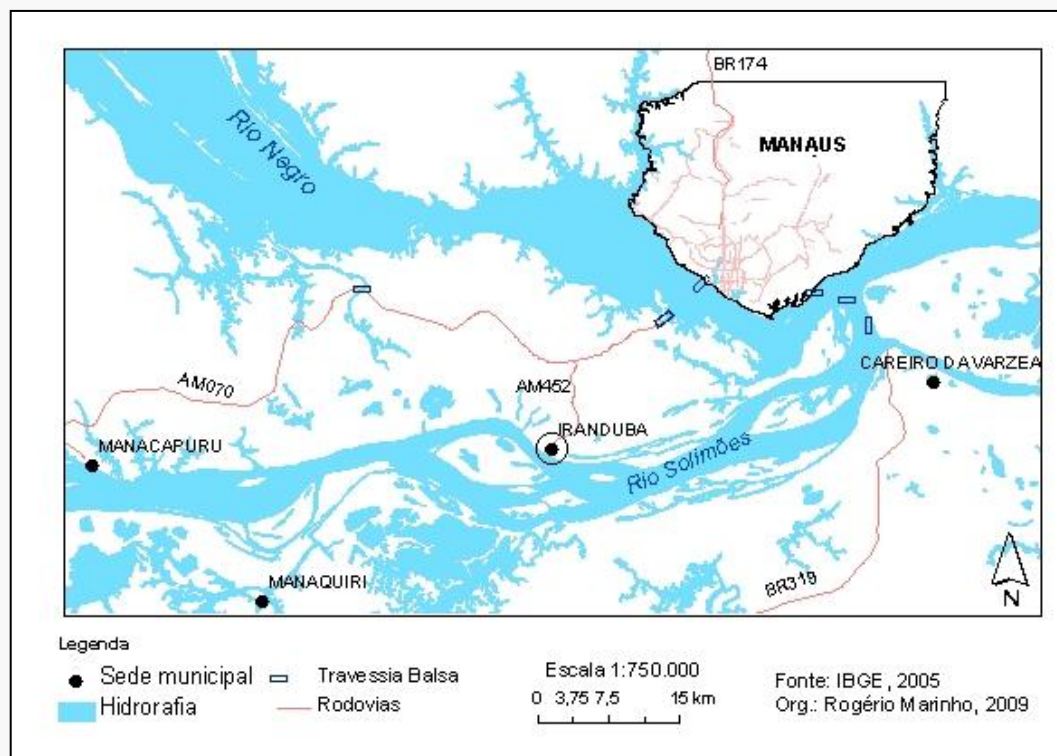 BR174
Rio Negro
MANAUS
CAREIRO DA VARZEA
AM070
AM452
MANACAPURU
IRANDUBA
Rio Solimões
MANAQUIRI
BR319
N
Legenda
Sede municipal
Travessia Balsa
Hidrorafia
Rodovias
Escala 1:750.000
0 3,75 7,5 15 km
Fonte: IBGE, 2005
Org.: Rogério Marinho, 2009